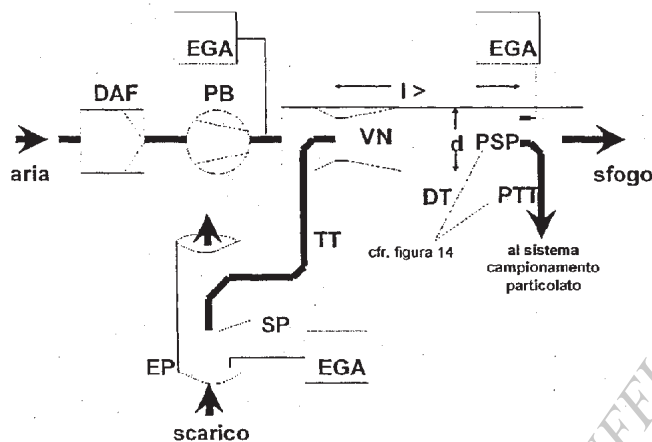 EGA
EGA
DAF
PB
l >
VN
d
PSP
aria
sfogo
DT
PTT
TT
cfr. figura 14
al sistema
campionamento
particolato
SP
EP
EGA
scarico